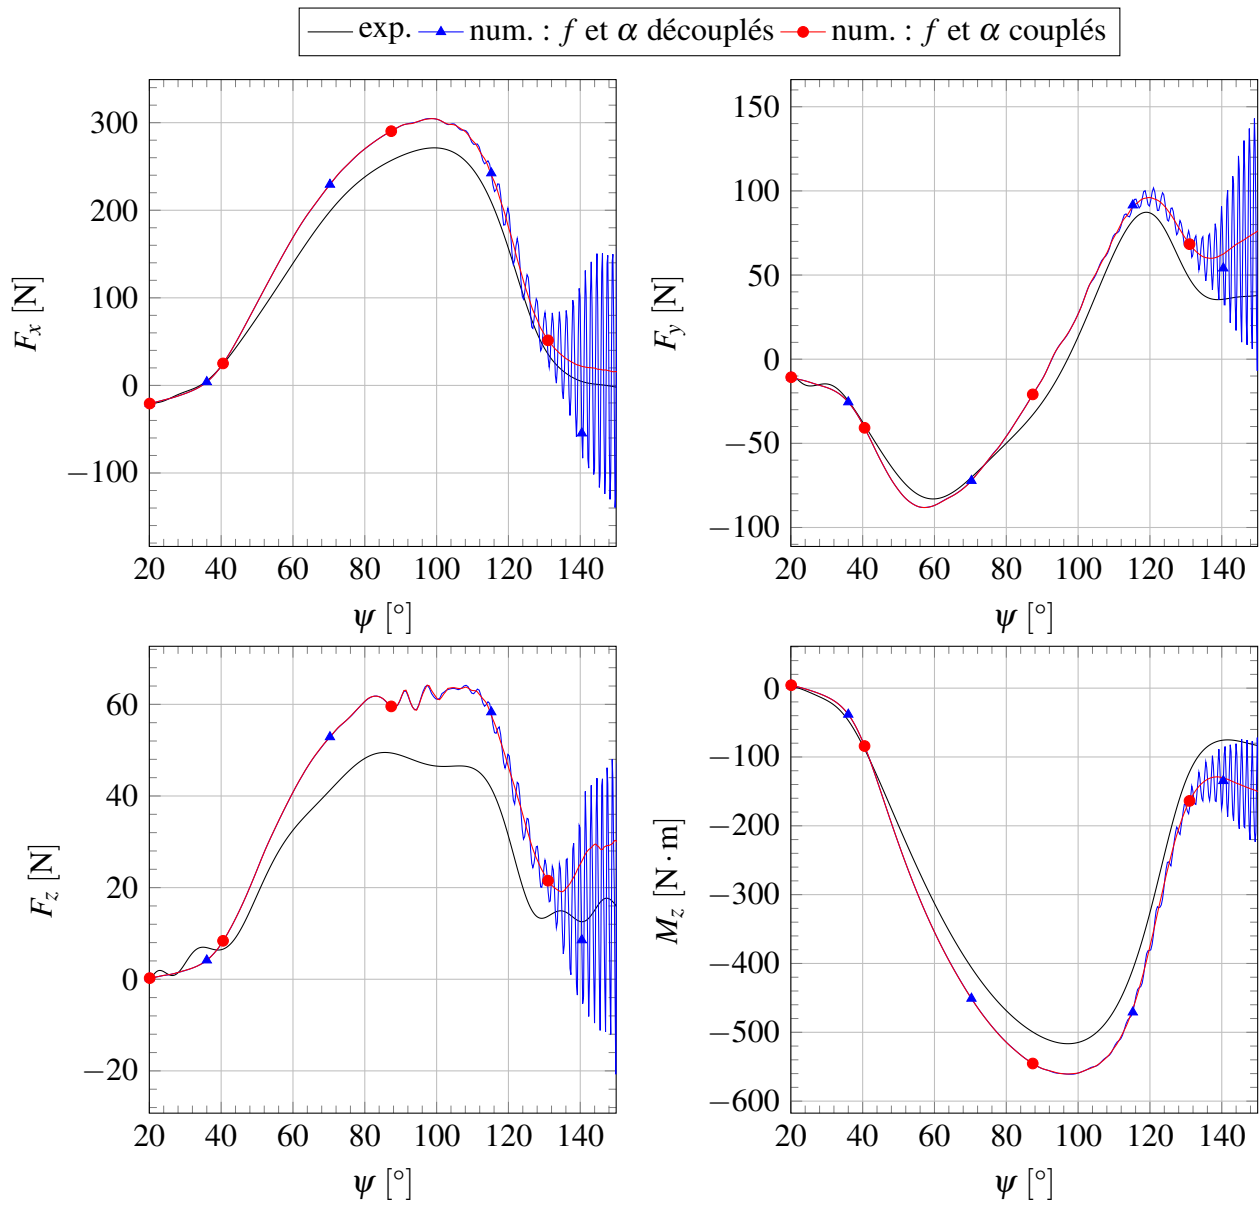 exp. num. : f et α découplés num. : f et α couplés
300
200
100
0
−100
F_x [N]
20 40 60 80 100 120 140
ψ [°]
150
100
50
0
−50
−100
F_y [N]
20 40 60 80 100 120 140
ψ [°]
60
40
20
0
−20
F_z [N]
20 40 60 80 100 120 140
ψ [°]
0
−100
−200
−300
−400
−500
−600
M_z [N·m]
20 40 60 80 100 120 140
ψ [°]